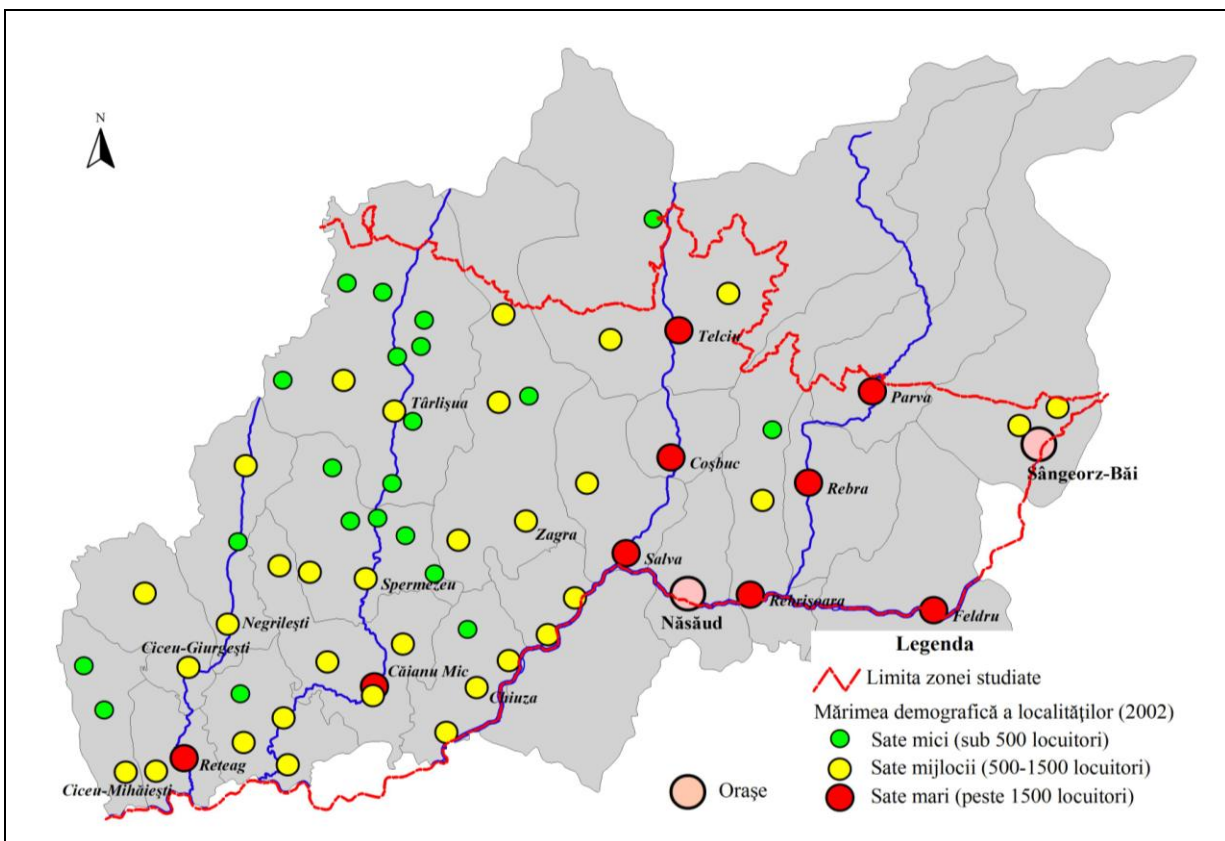 N
Telciu
Parva
Târlişua
Coşbuc
Sângeorz-Băi
Rebra
Zagra
Salva
Spermezeu
Năsăud
Rebrişoara
Feldru
Negrileşti
Ciceu-Giurgeşti
Căianu Mic
Chiuza
Reteag
Ciceu-Mihăieşti
Legenda
Limita zonei studiate
Mărimea demografică a localităţilor (2002)
Sate mici (sub 500 locuitori)
Sate mijlocii (500-1500 locuitori)
Sate mari (peste 1500 locuitori)
Oraşe